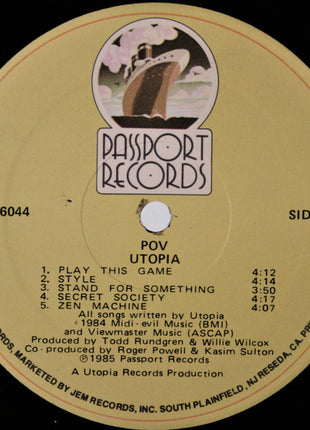 PASSPORT
RECORDS
6044
SID
POV
UTOPIA
1. PLAY THIS GAME 4:12
2. STYLE 4:14
3. STAND FOR SOMETHING 3:50
4. SECRET SOCIETY 4:17
5. ZEN MACHINE 4:07
All songs written by Utopia
©1984 Midi-evil Music (BMI)
and Viewmaster Music (ASCAP)
Produced by Todd Rundgren & Willie Wilcox
Co-produced by Roger Powell & Kasim Sulton
℗1985 Passport Records
A Utopia Records Production
CORDS, MARKETED BY JEM RECORDS, INC. SOUTH PLAINFIELD, NJ RESEDA, CA.